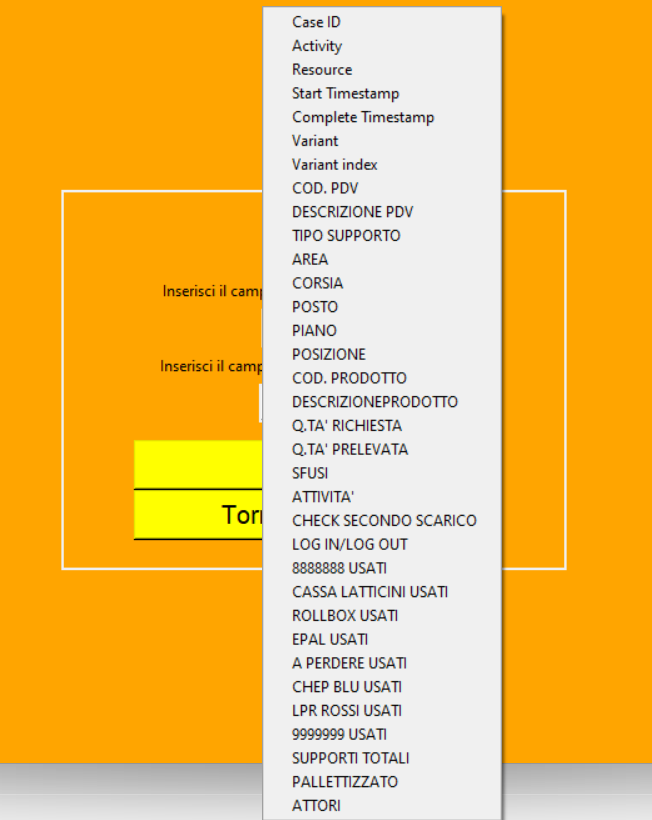 Case ID
Activity
Resource
Start Timestamp
Complete Timestamp
Variant
Variant index
COD. PDV
DESCRIZIONE PDV
TIPO SUPPORTO
AREA
CORSIA
Inserisci il camp
POSTO
PIANO
POSIZIONE
Inserisci il camp
COD. PRODOTTO
DESCRIZIONEPRODOTTO
Q.TA' RICHIESTA
Q.TA' PRELEVATA
SFUSI
ATTIVITA'
CHECK SECONDO SCARICO
Torn
LOG IN/LOG OUT
8888888 USATI
CASSA LATTICINI USATI
ROLLBOX USATI
EPAL USATI
A PERDERE USATI
CHEP BLU USATI
LPR ROSSI USATI
9999999 USATI
SUPPORTI TOTALI
PALLETTIZZATO
ATTORI